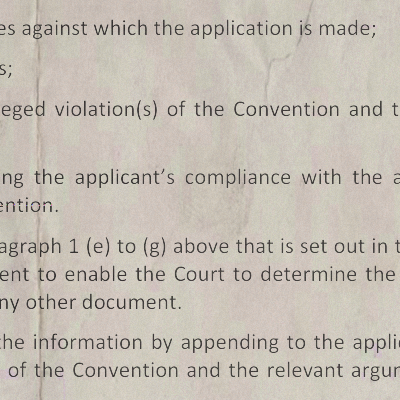 es against which the application is made;
s;
eged violation(s) of the Convention and t
ng the applicant's compliance with the a
ention.
agraph 1 (e) to (g) above that is set out in t
ent to enable the Court to determine the
ny other document.
the information by appending to the appli
of the Convention and the relevant argu